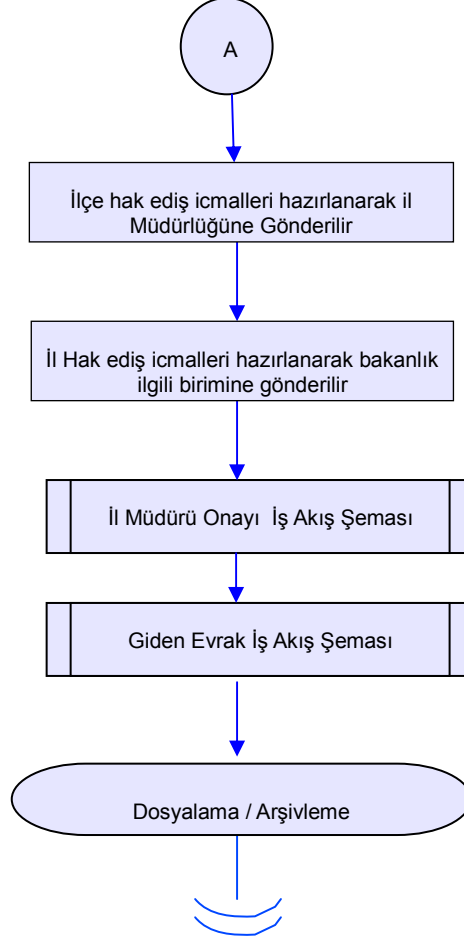 A
İlçe hak ediş icmalleri hazırlanarak il
Müdürlüğüne Gönderilir
İl Hak ediş icmalleri hazırlanarak bakanlık
ilgili birimine gönderilir
İl Müdürü Onayı İş Akış Şeması
Giden Evrak İş Akış Şeması
Dosyalama / Arşivleme